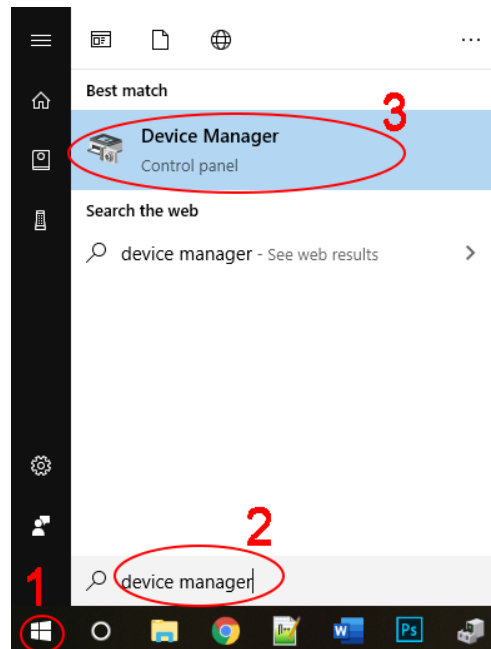 ...
Best match
3
Device Manager
Control panel
Search the web
device manager - See web results
2
device manager
1
W
Ps